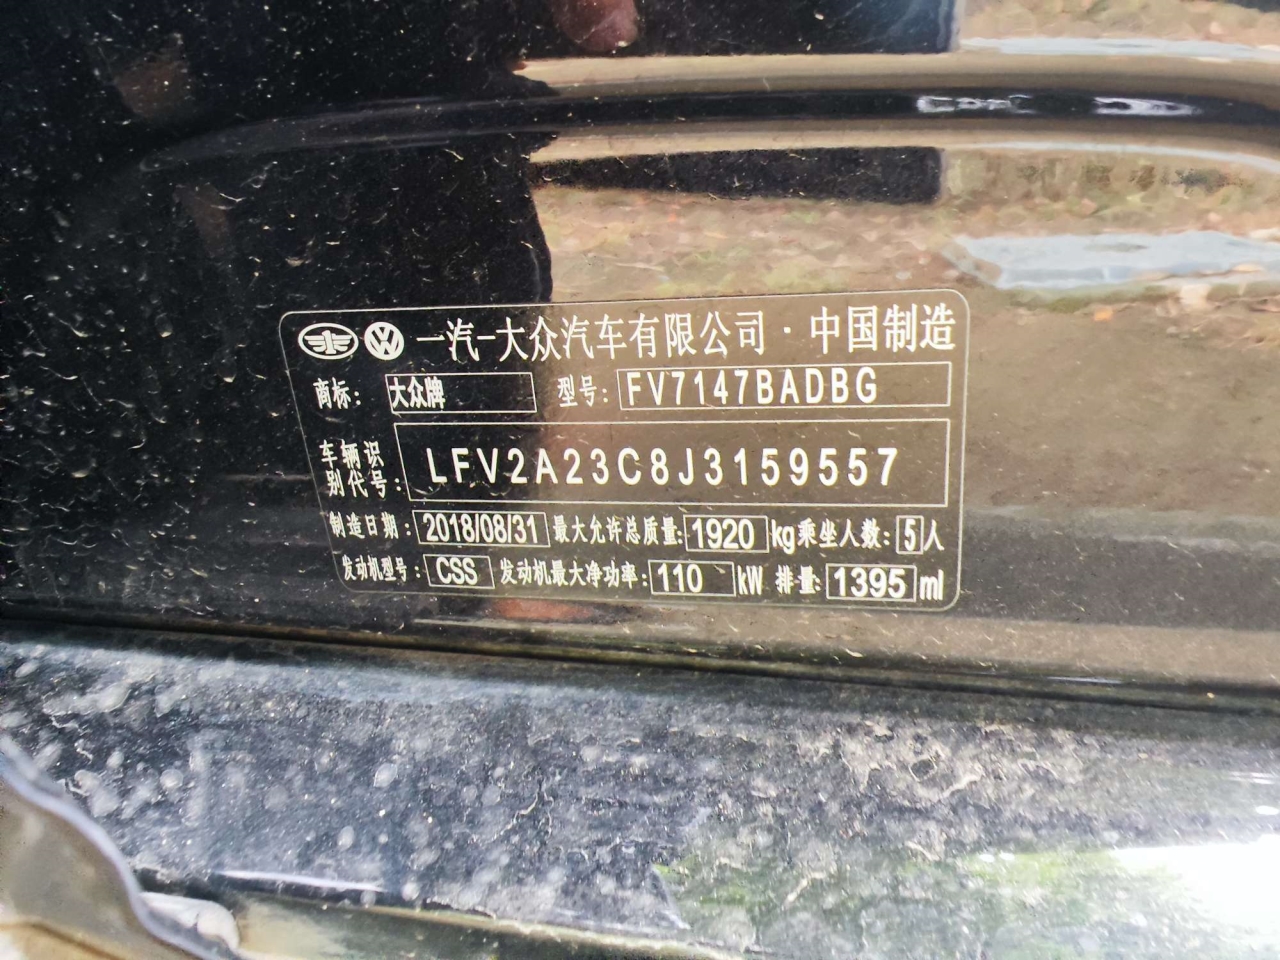 一汽-大众汽车有限公司·中国制造
商标: 大众牌 型号: FV7147BADBG
车辆识别代号: LFV2A23C8J3159557
制造日期: 2018/08/31 最大允许总质量: 1920 kg 乘坐人数: 5 人
发动机型号: CSS 发动机最大净功率: 110 kW 排量: 1395 ml